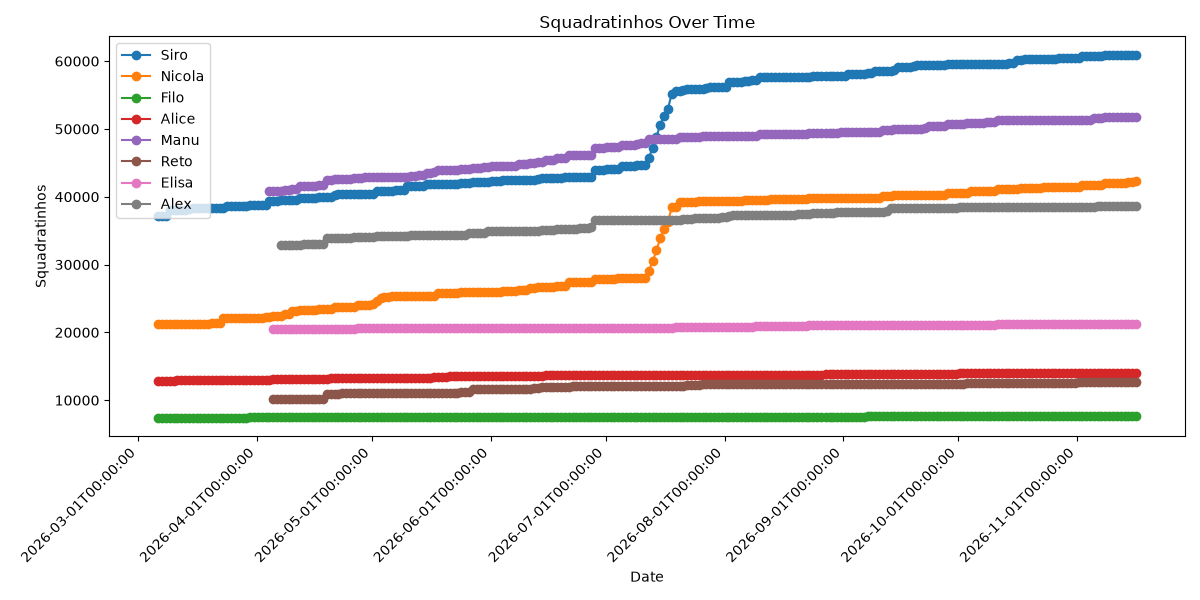 Squadratinhos Over Time
Siro
Nicola
Filo
Alice
Manu
Reto
Elisa
Alex
60000
50000
40000
30000
20000
10000
Squadratinhos
2026-03-01T00:00:00
2026-04-01T00:00:00
2026-05-01T00:00:00
2026-06-01T00:00:00
2026-07-01T00:00:00
2026-08-01T00:00:00
2026-09-01T00:00:00
2026-10-01T00:00:00
2026-11-01T00:00:00
Date